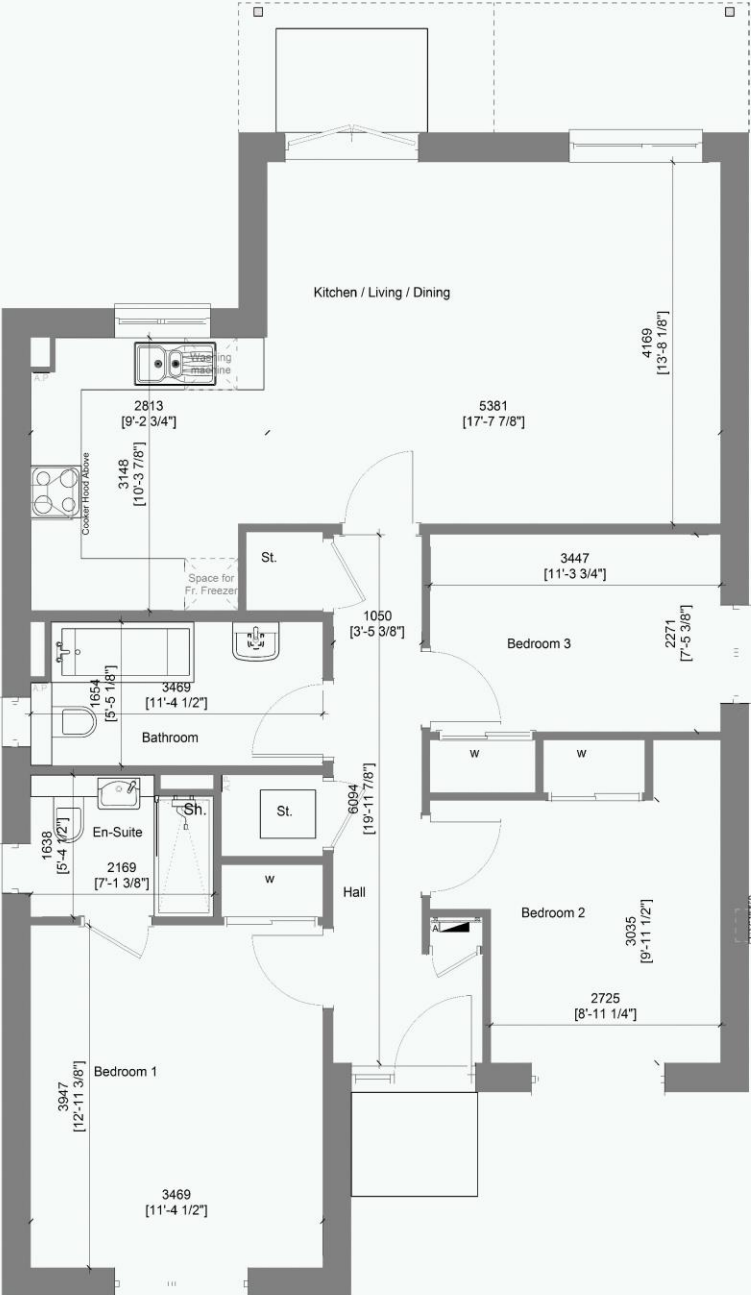 Kitchen / Living / Dining
4169
[13'-8 1/8"]
Washing
machine
A.P
2813
[9'-2 3/4"]
5381
[17'-7 7/8"]
3148
[10'-3 7/8"]
Cooker Hood Above
St.
Space for
Fr. Freezer
3447
[11'-3 3/4"]
1050
[3'-5 3/8"]
Bedroom 3
2271
[7'-5 3/8"]
A.P
1654
[5'-5 1/8"]
3469
[11'-4 1/2"]
Bathroom
W
W
A.P
6094
[19'-11 7/8"]
Sh.
St.
En-Suite
1638
[5'-4 1/2"]
2169
[7'-1 3/8"]
W
Hall
Bedroom 2
A
3035
[9'-11 1/2"]
2725
[8'-11 1/4"]
Bedroom 1
3947
[12'-11 3/8"]
3469
[11'-4 1/2"]